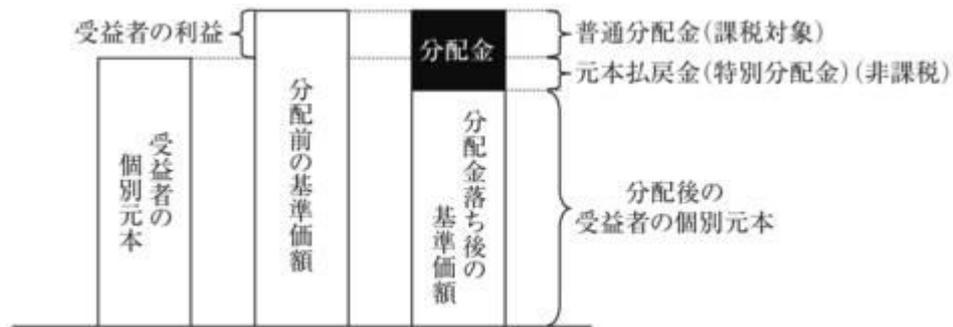 受益者の利益
分配金
普通分配金(課税対象)
元本払戻金(特別分配金)(非課税)
受益者の
個別元本
分配前の基準価額
分配金落ち後の
基準価額
分配後の
受益者の個別元本